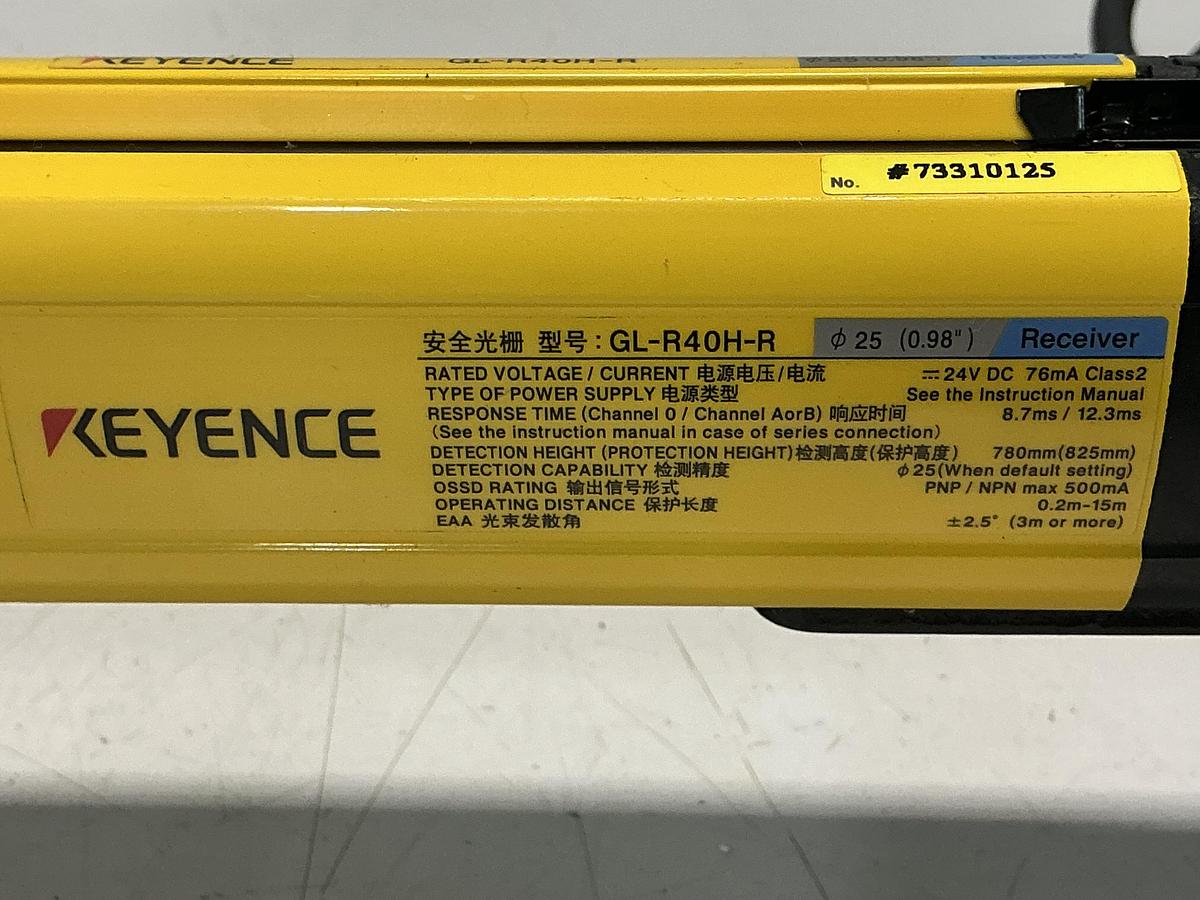 KEYENCE GL-R40H-R φ25 (0.98") Receiver
No. #73310125
安全光栅 型号: GL-R40H-R φ 25 (0.98") Receiver
KEYENCE
RATED VOLTAGE / CURRENT 电源电压/电流 ⎓24V DC 76mA Class2
TYPE OF POWER SUPPLY 电源类型 See the Instruction Manual
RESPONSE TIME (Channel 0 / Channel AorB) 响应时间 8.7ms / 12.3ms
(See the instruction manual in case of series connection)
DETECTION HEIGHT (PROTECTION HEIGHT)检测高度(保护高度) 780mm(825mm)
DETECTION CAPABILITY 检测精度 φ25(When default setting)
OSSD RATING 输出信号形式 PNP / NPN max 500mA
OPERATING DISTANCE 保护长度 0.2m-15m
EAA 光束发散角 ±2.5° (3m or more)